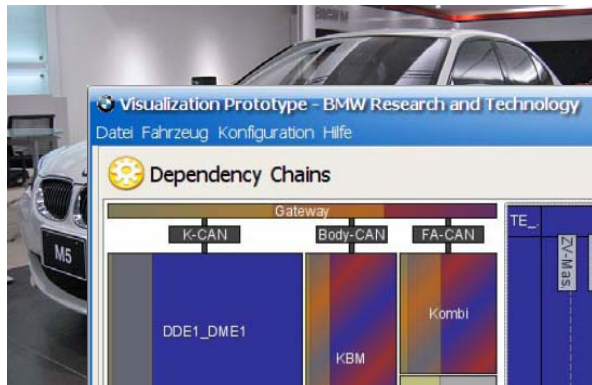 Visualization Prototype - BMW Research and Technology
Datei Fahrzeug Konfiguration Hilfe
Dependency Chains
Gateway
TE_.
K-CAN Body-CAN FA-CAN
ZV-Mas.
M5
DDE1_DME1
Kombi
KBM